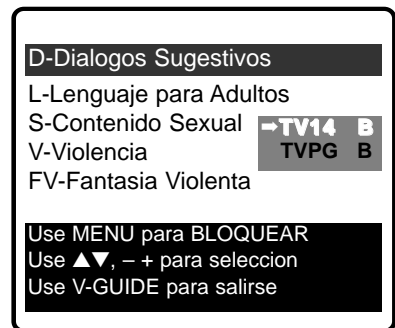 D-Dialogos Sugestivos
L-Lenguaje para Adultos
S-Contenido Sexual
➡TV14 B
V-Violencia
TVPG B
FV-Fantasia Violenta
Use MENU para BLOQUEAR
Use ▲▼, – + para seleccion
Use V-GUIDE para salirse